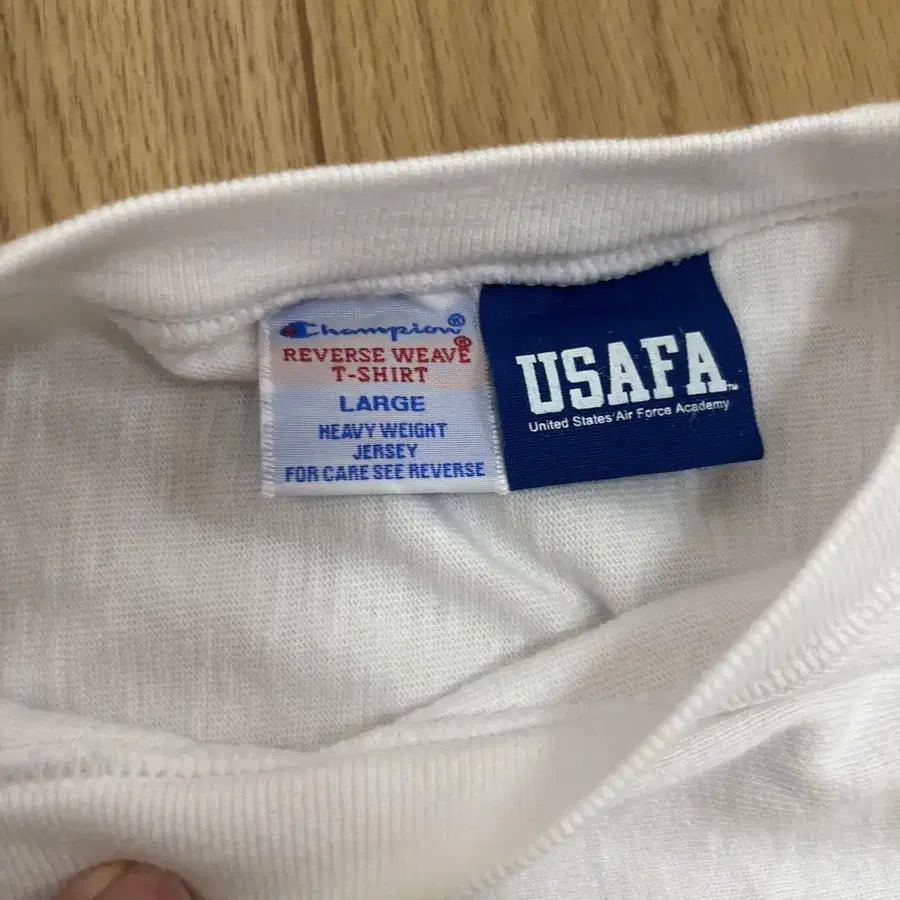 Champion®
REVERSE WEAVE®
T-SHIRT
LARGE
HEAVY WEIGHT
JERSEY
FOR CARE SEE REVERSE
USAFA™
United States Air Force Academy